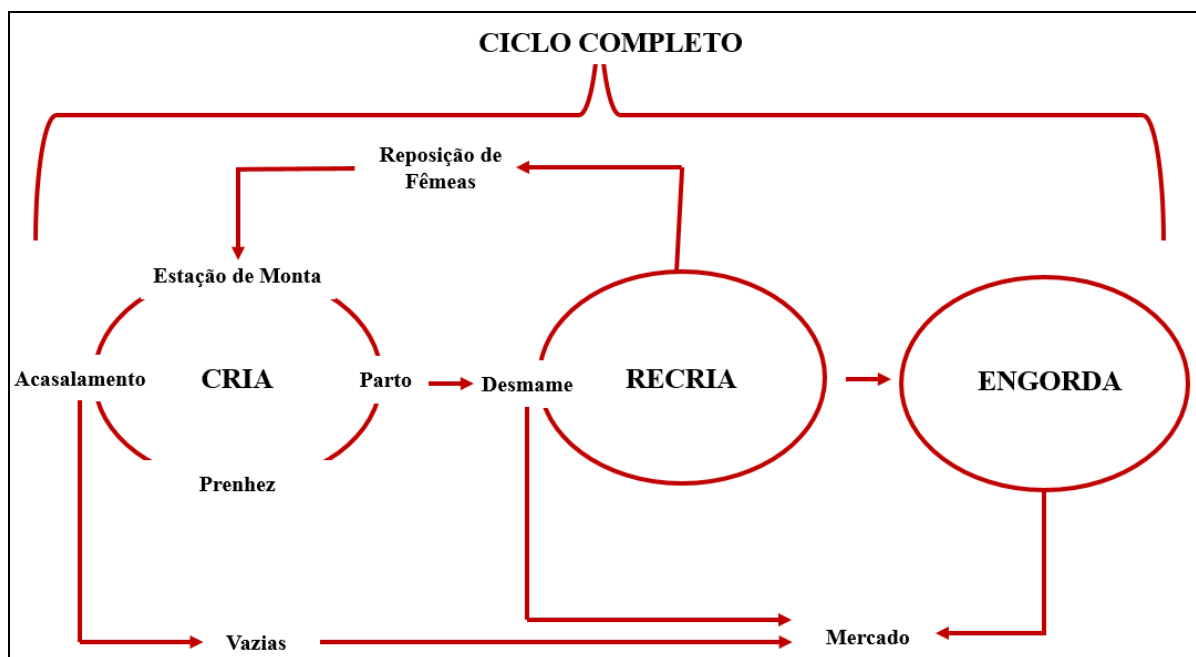 CICLO COMPLETO
Reposição de
Fêmeas
Estação de Monta
Acasalamento
CRIA
Parto
Desmame
RECRIA
ENGORDA
Prenhez
Vazias
Mercado